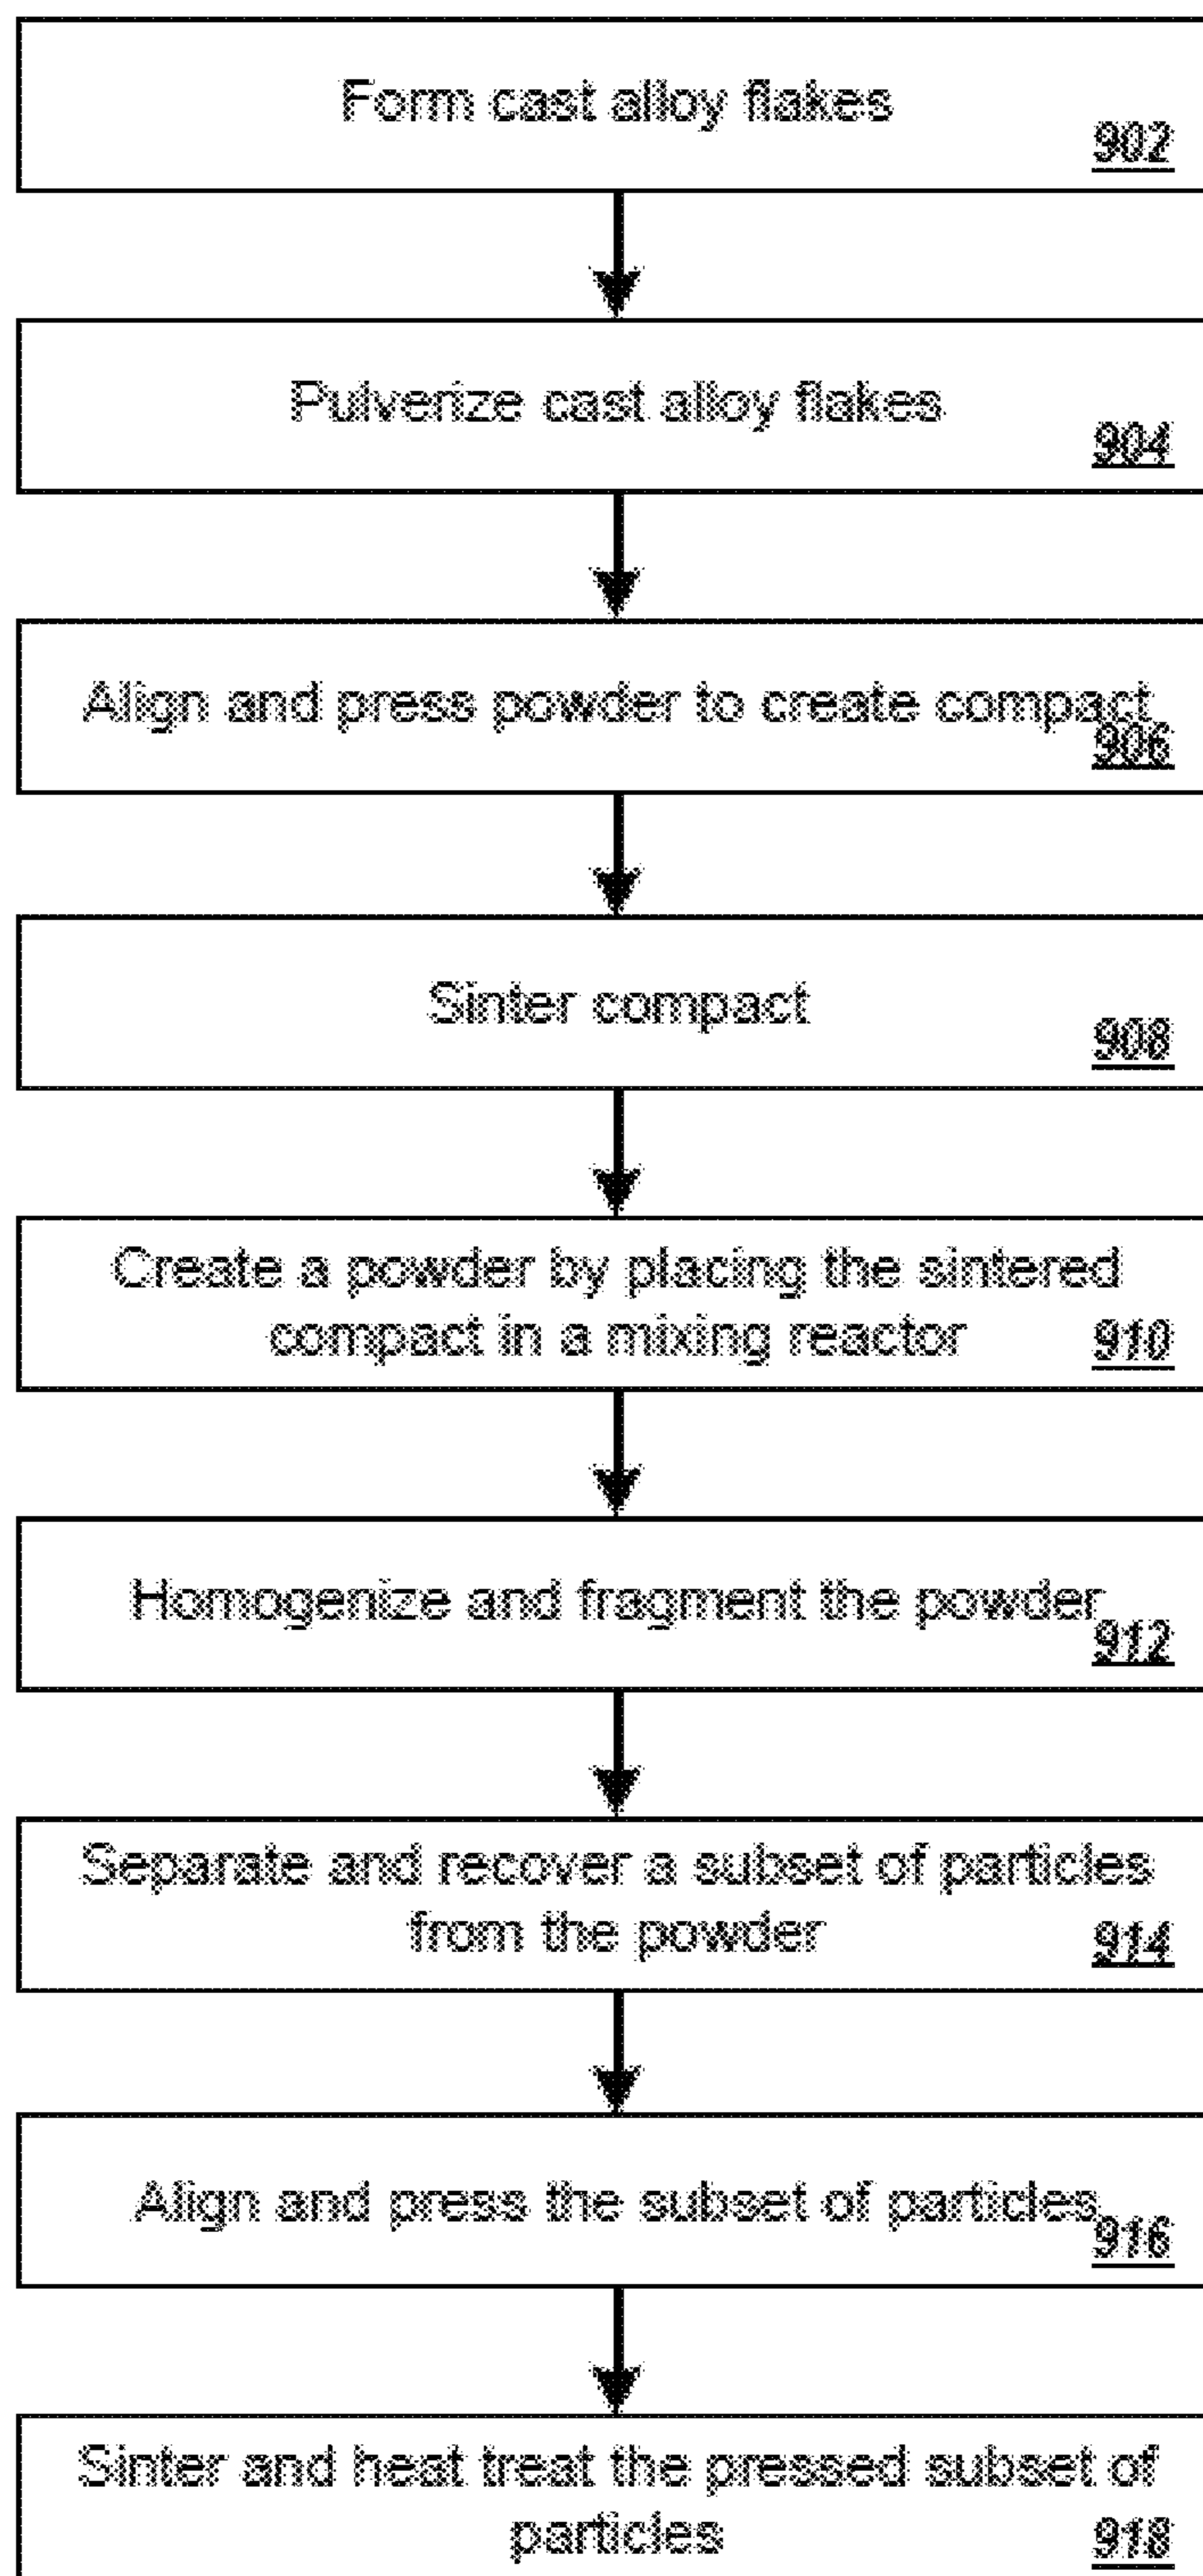 Form cast alloy flakes
902
Pulverize cast alloy flakes
904
Align and press powder to create compact
906
Sinter compact
908
Create a powder by placing the sintered
compact in a mixing reactor
910
Homogenize and fragment the powder
912
Separate and recover a subset of particles
from the powder
914
Align and press the subset of particles
916
Sinter and heat treat the pressed subset of
particles
918